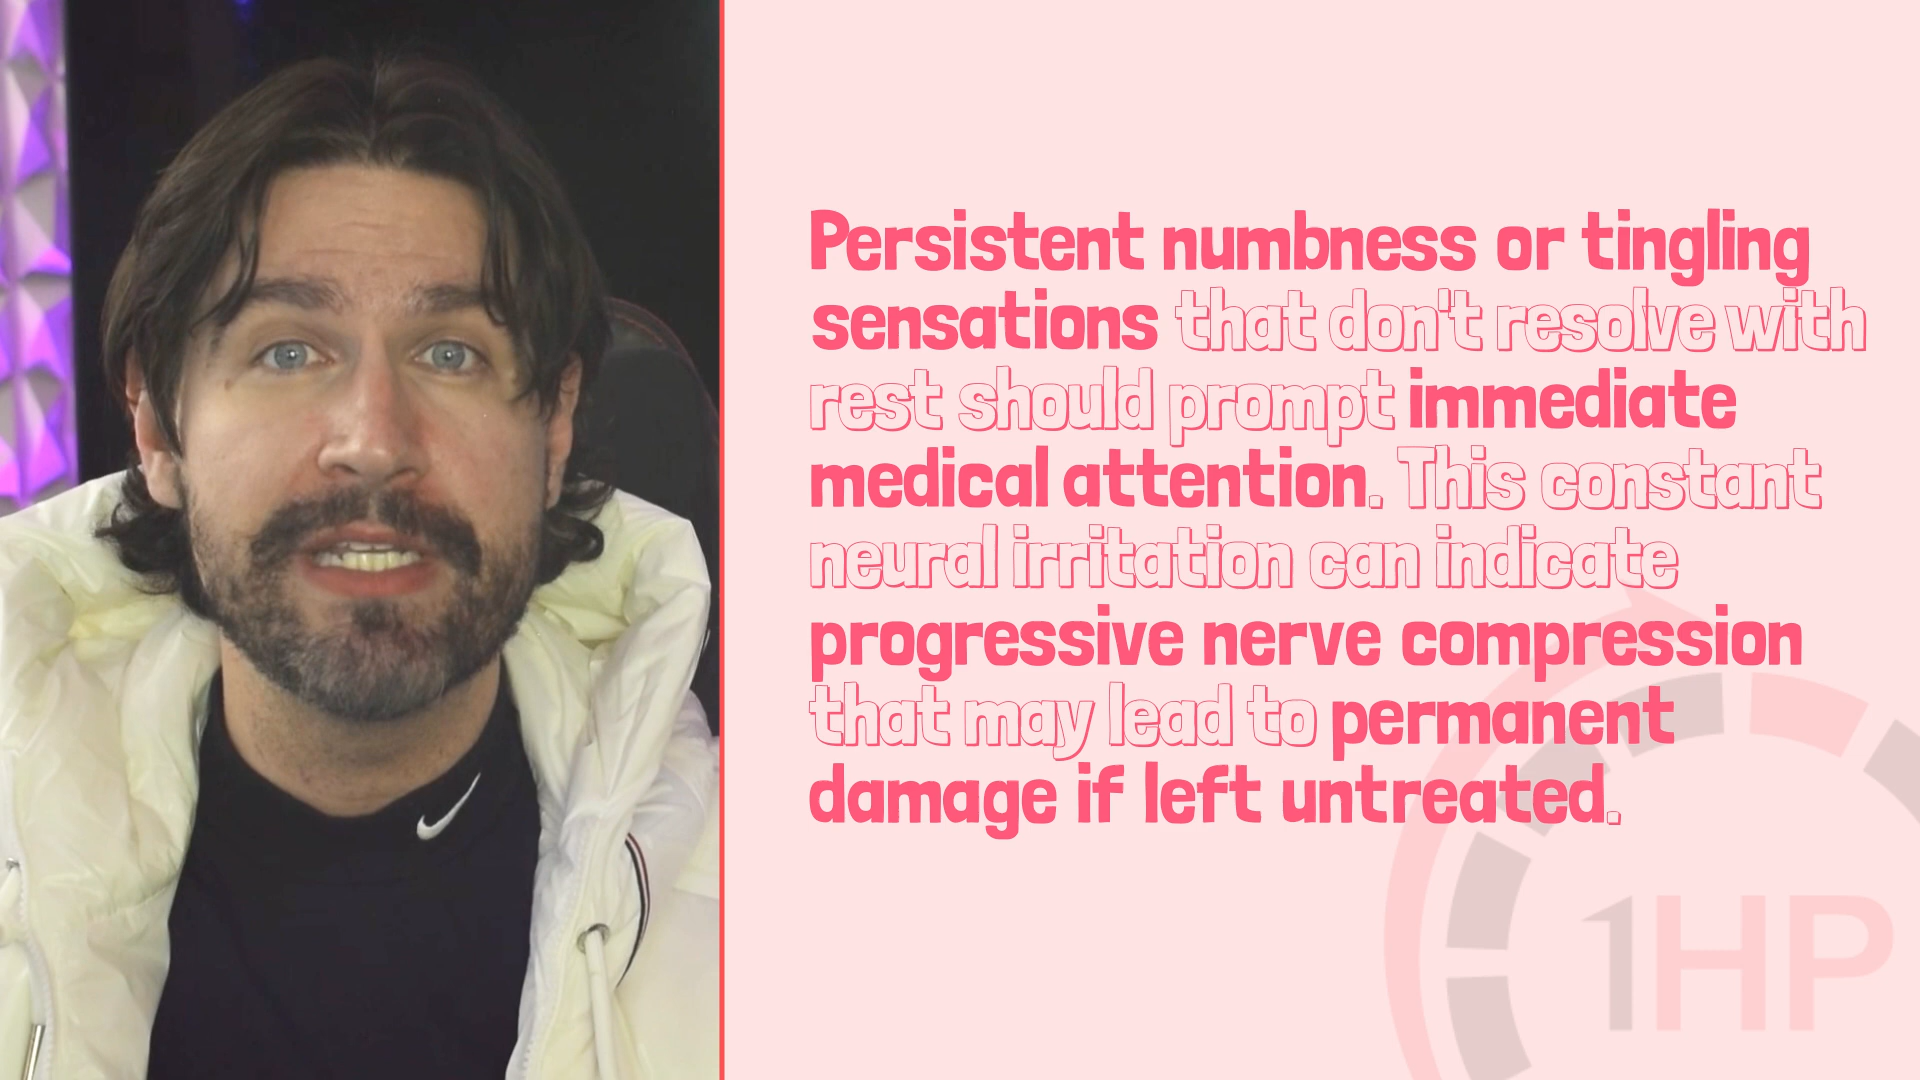 Persistent numbness or tingling
sensations that don't resolve with
rest should prompt immediate
medical attention. This constant
neural irritation can indicate
progressive nerve compression
that may lead to permanent
damage if left untreated.
1HP